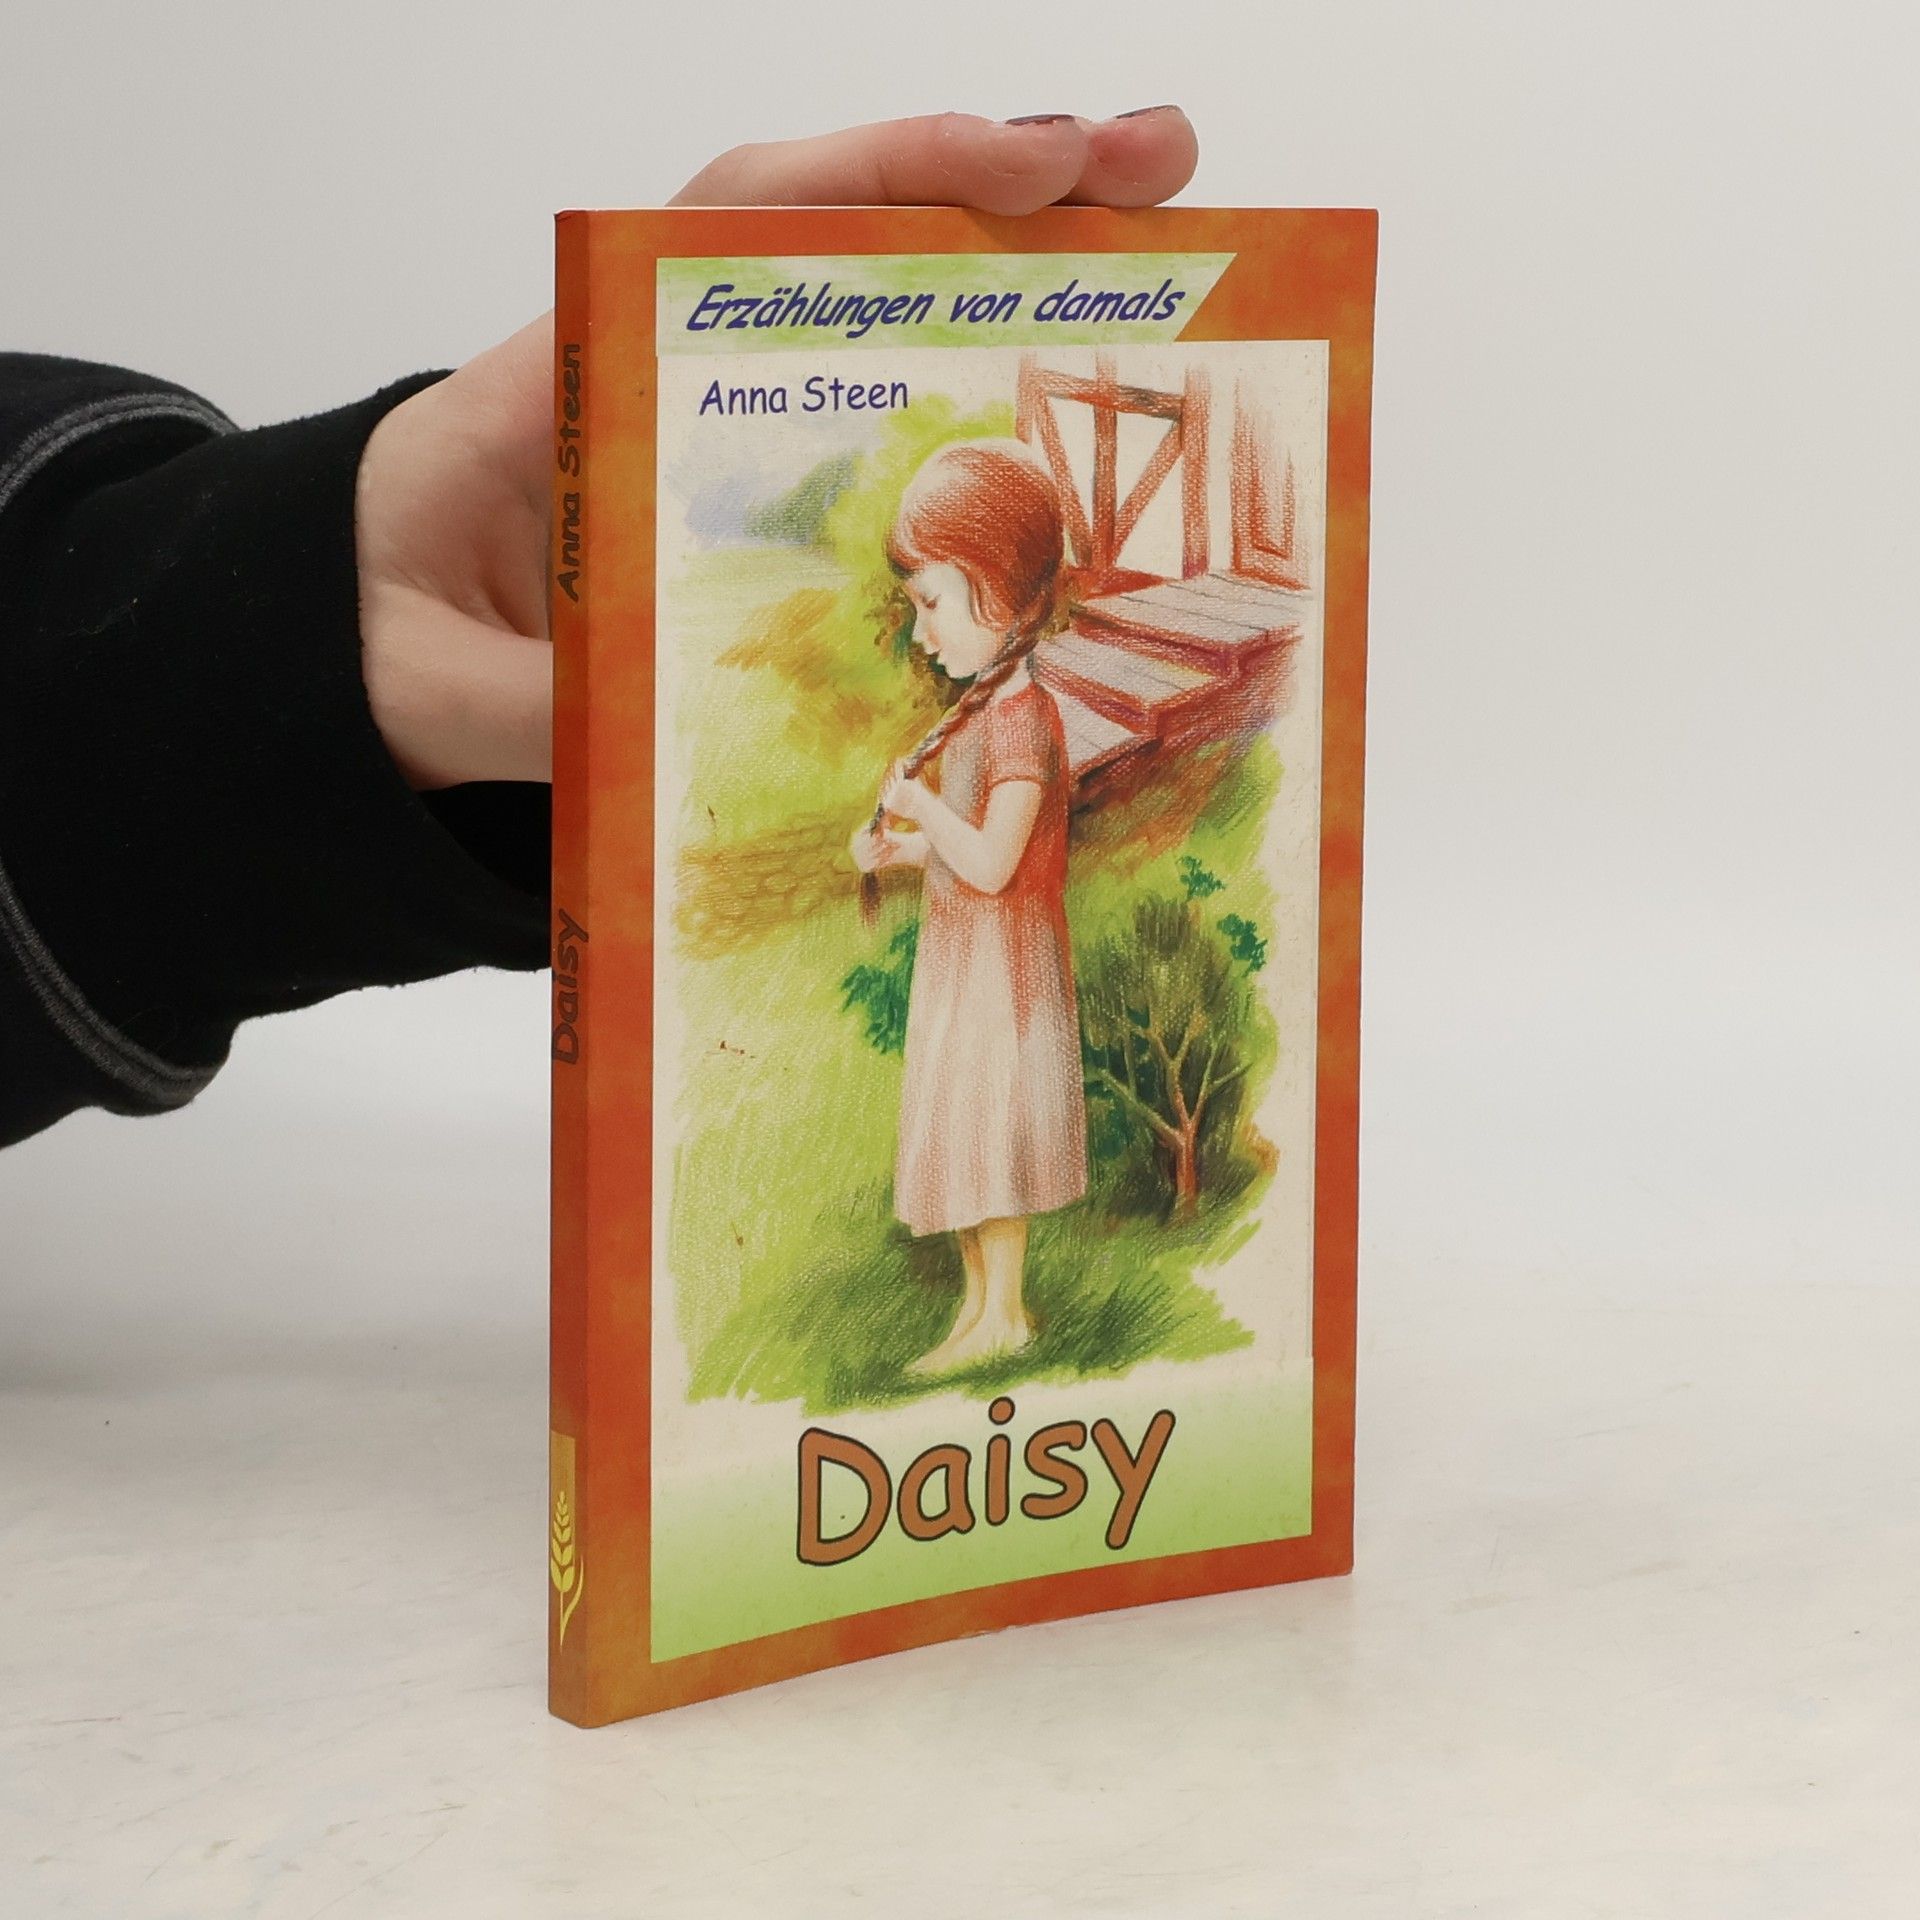 Erzählungen von damals
Anna Steen
Daisy
Anna Steen
Daisy